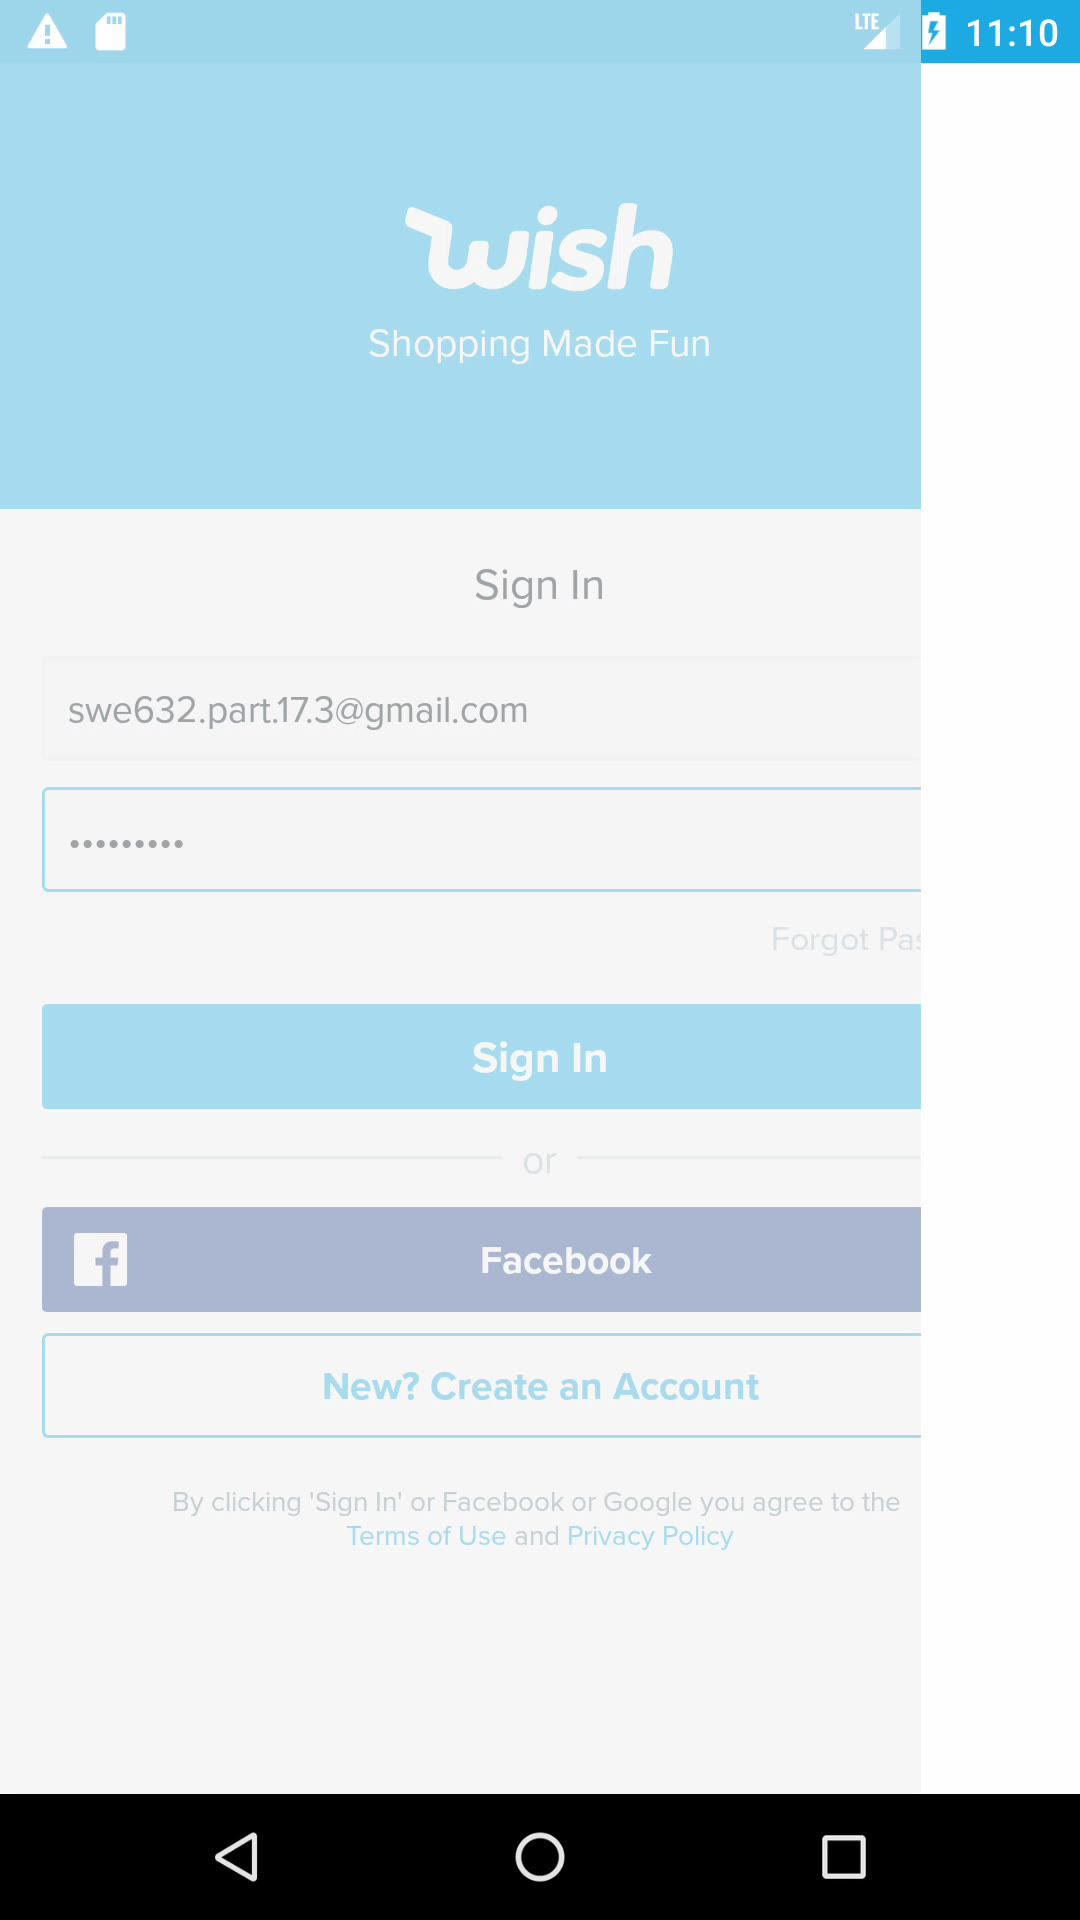 LTE 11:10
wish
Shopping Made Fun
Sign In
swe632.part.17.3@gmail.com
•••••••••
Forgot
Sign In
or
Facebook
New? Create an Account
By clicking 'Sign In' or Facebook or Google you agree to the
Terms of Use and Privacy Policy